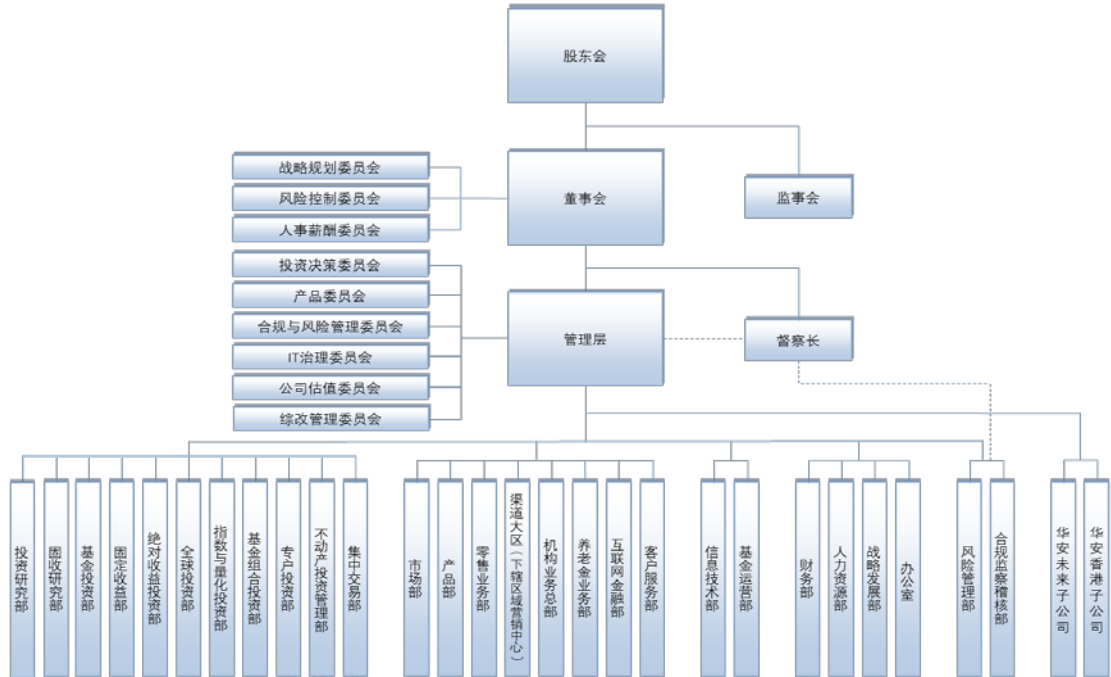 股东会
战略规划委员会
风险控制委员会
人事薪酬委员会
董事会
监事会
投资决策委员会
产品委员会
合规与风险管理委员会
IT治理委员会
公司估值委员会
综改管理委员会
管理层
督察长
投资研究部
固收研究部
基金投资部
固定收益部
绝对收益投资部
全球投资部
指数与量化投资部
基金组合投资部
专户投资部
不动产投资管理部
集中交易部
市场部
产品部
零售业务部
渠道大区（下辖区域营销中心）
机构业务总部
养老金业务部
互联网金融部
客户服务部
信息技术部
基金运营部
财务部
人力资源部
战略发展部
办公室
风险管理部
合规监察稽核部
华安未来子公司
华安香港子公司